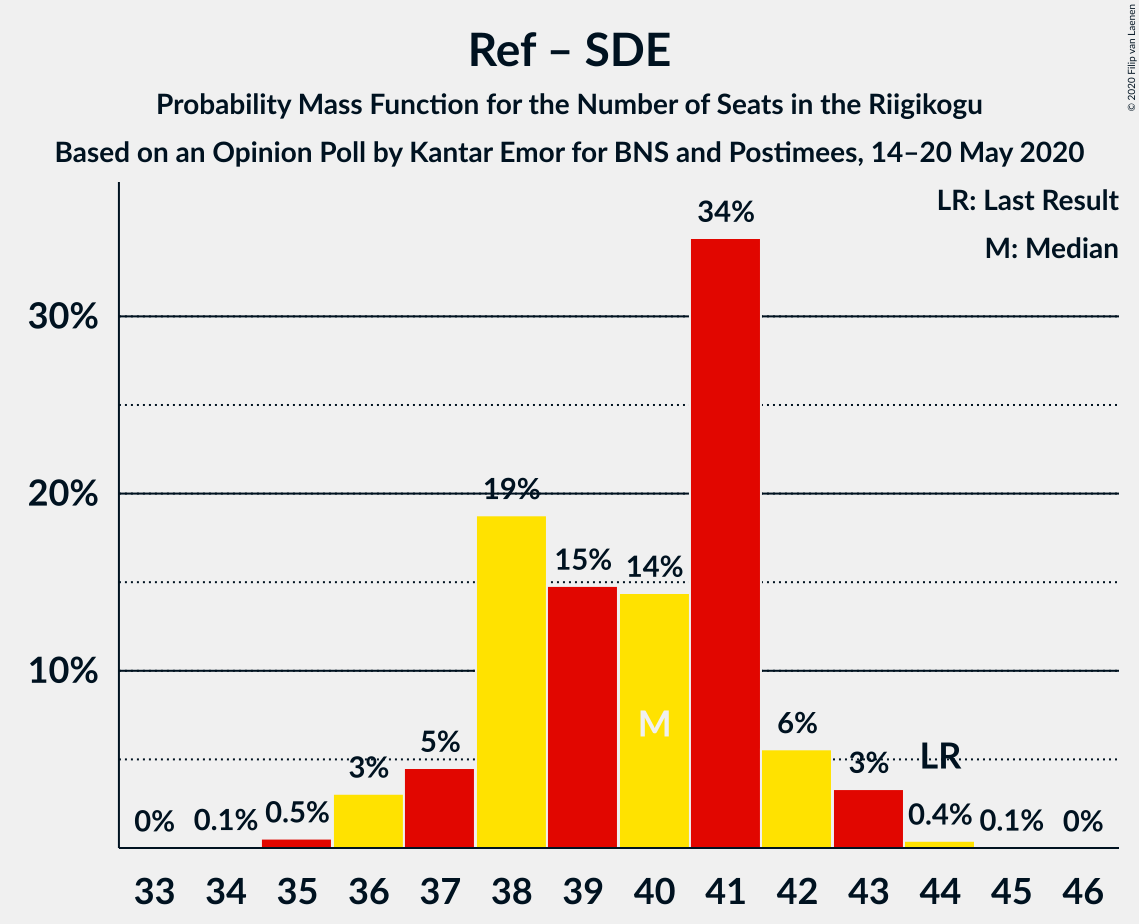 Ref – SDE
Probability Mass Function for the Number of Seats in the Riigikogu
Based on an Opinion Poll by Kantar Emor for BNS and Postimees, 14–20 May 2020
© 2020 Filip van Laenen
LR: Last Result
M: Median
30%
20%
10%
0%
0.1%
0.5%
3%
5%
19%
15%
14%
34%
6%
3%
0.4%
0.1%
0%
M
LR
33 34 35 36 37 38 39 40 41 42 43 44 45 46